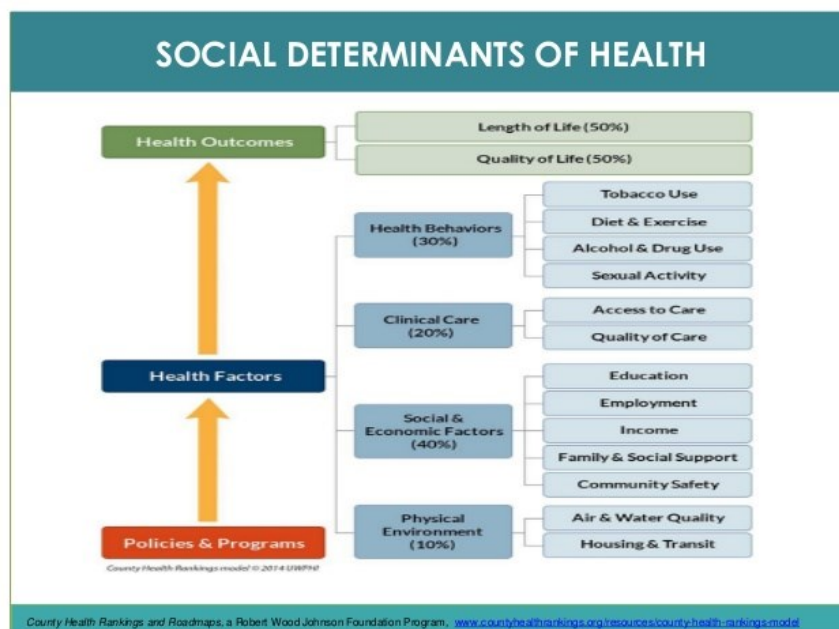 SOCIAL DETERMINANTS OF HEALTH
Health Outcomes
Length of Life (50%)
Quality of Life (50%)
Health Factors
Health Behaviors
(30%)
Tobacco Use
Diet & Exercise
Alcohol & Drug Use
Sexual Activity
Clinical Care
(20%)
Access to Care
Quality of Care
Social &
Economic Factors
(40%)
Education
Employment
Income
Family & Social Support
Community Safety
Physical
Environment
(10%)
Air & Water Quality
Housing & Transit
Policies & Programs
County Health Rankings model © 2014 UWPHI
County Health Rankings and Roadmaps, a Robert Wood Johnson Foundation Program, www.countyhealthrankings.org/resources/county-health-rankings-model